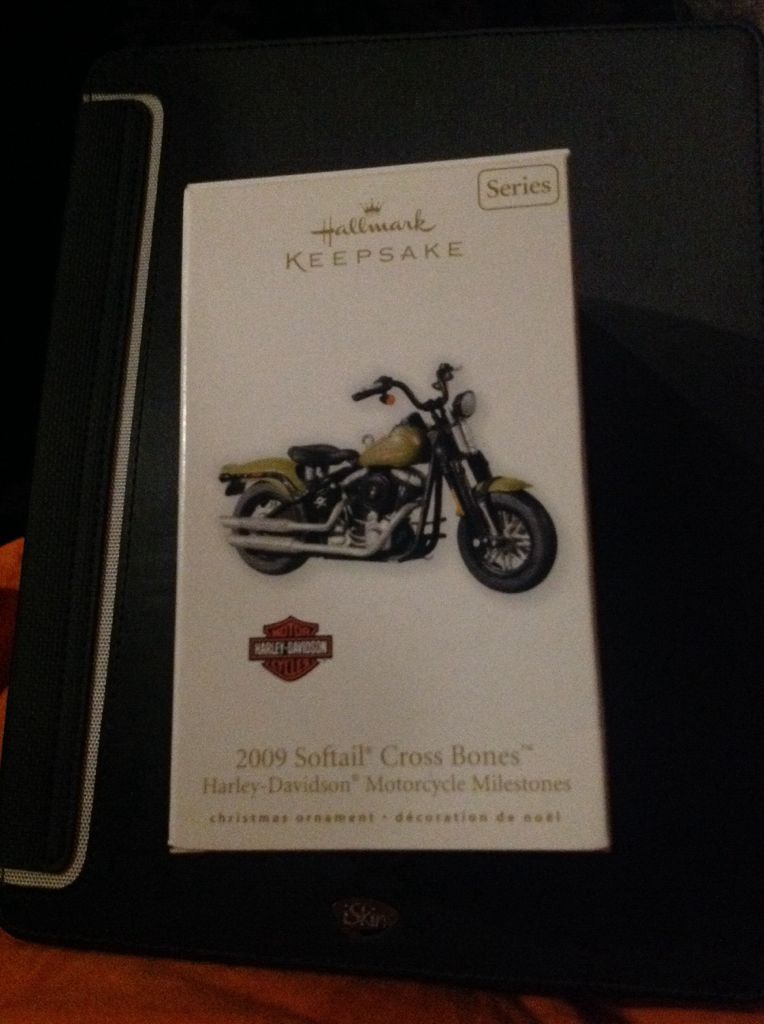 Series
Hallmark
KEEPSAKE
MOTOR
HARLEY-DAVIDSON
CYCLES
2009 Softail® Cross Bones™
Harley-Davidson® Motorcycle Milestones
christmas ornament • décoration de noël
iSkin